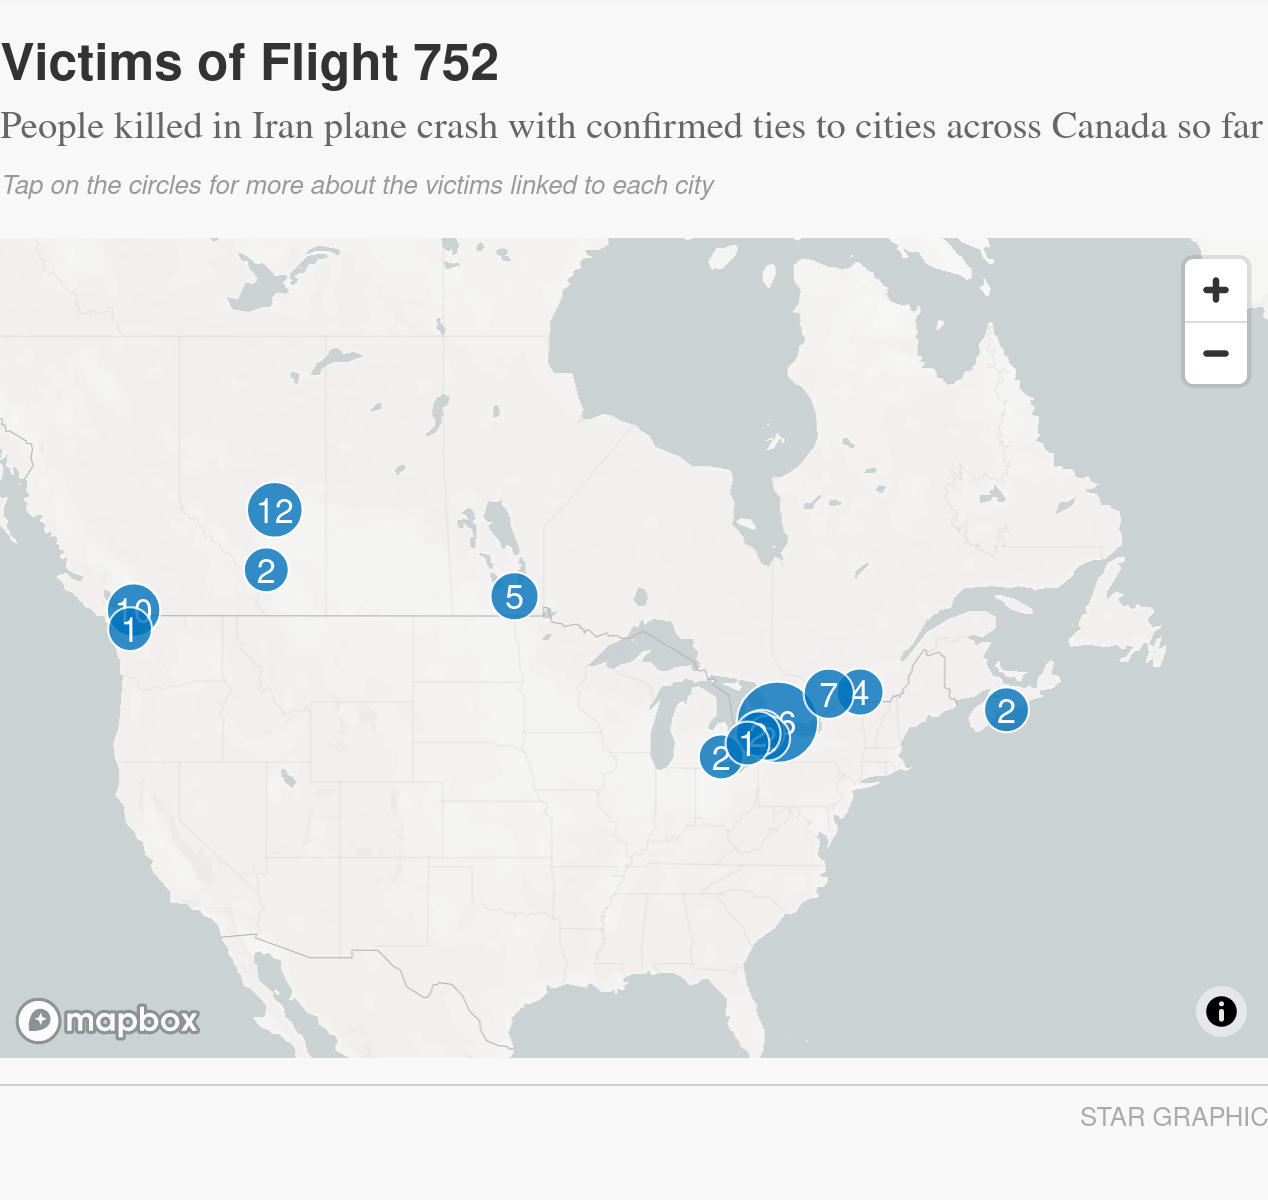 Victims of Flight 752
People killed in Iran plane crash with confirmed ties to cities across Canada so far
Tap on the circles for more about the victims linked to each city
12
2
10
1
5
7
4
6
2
1
2
2
mapbox
STAR GRAPHIC